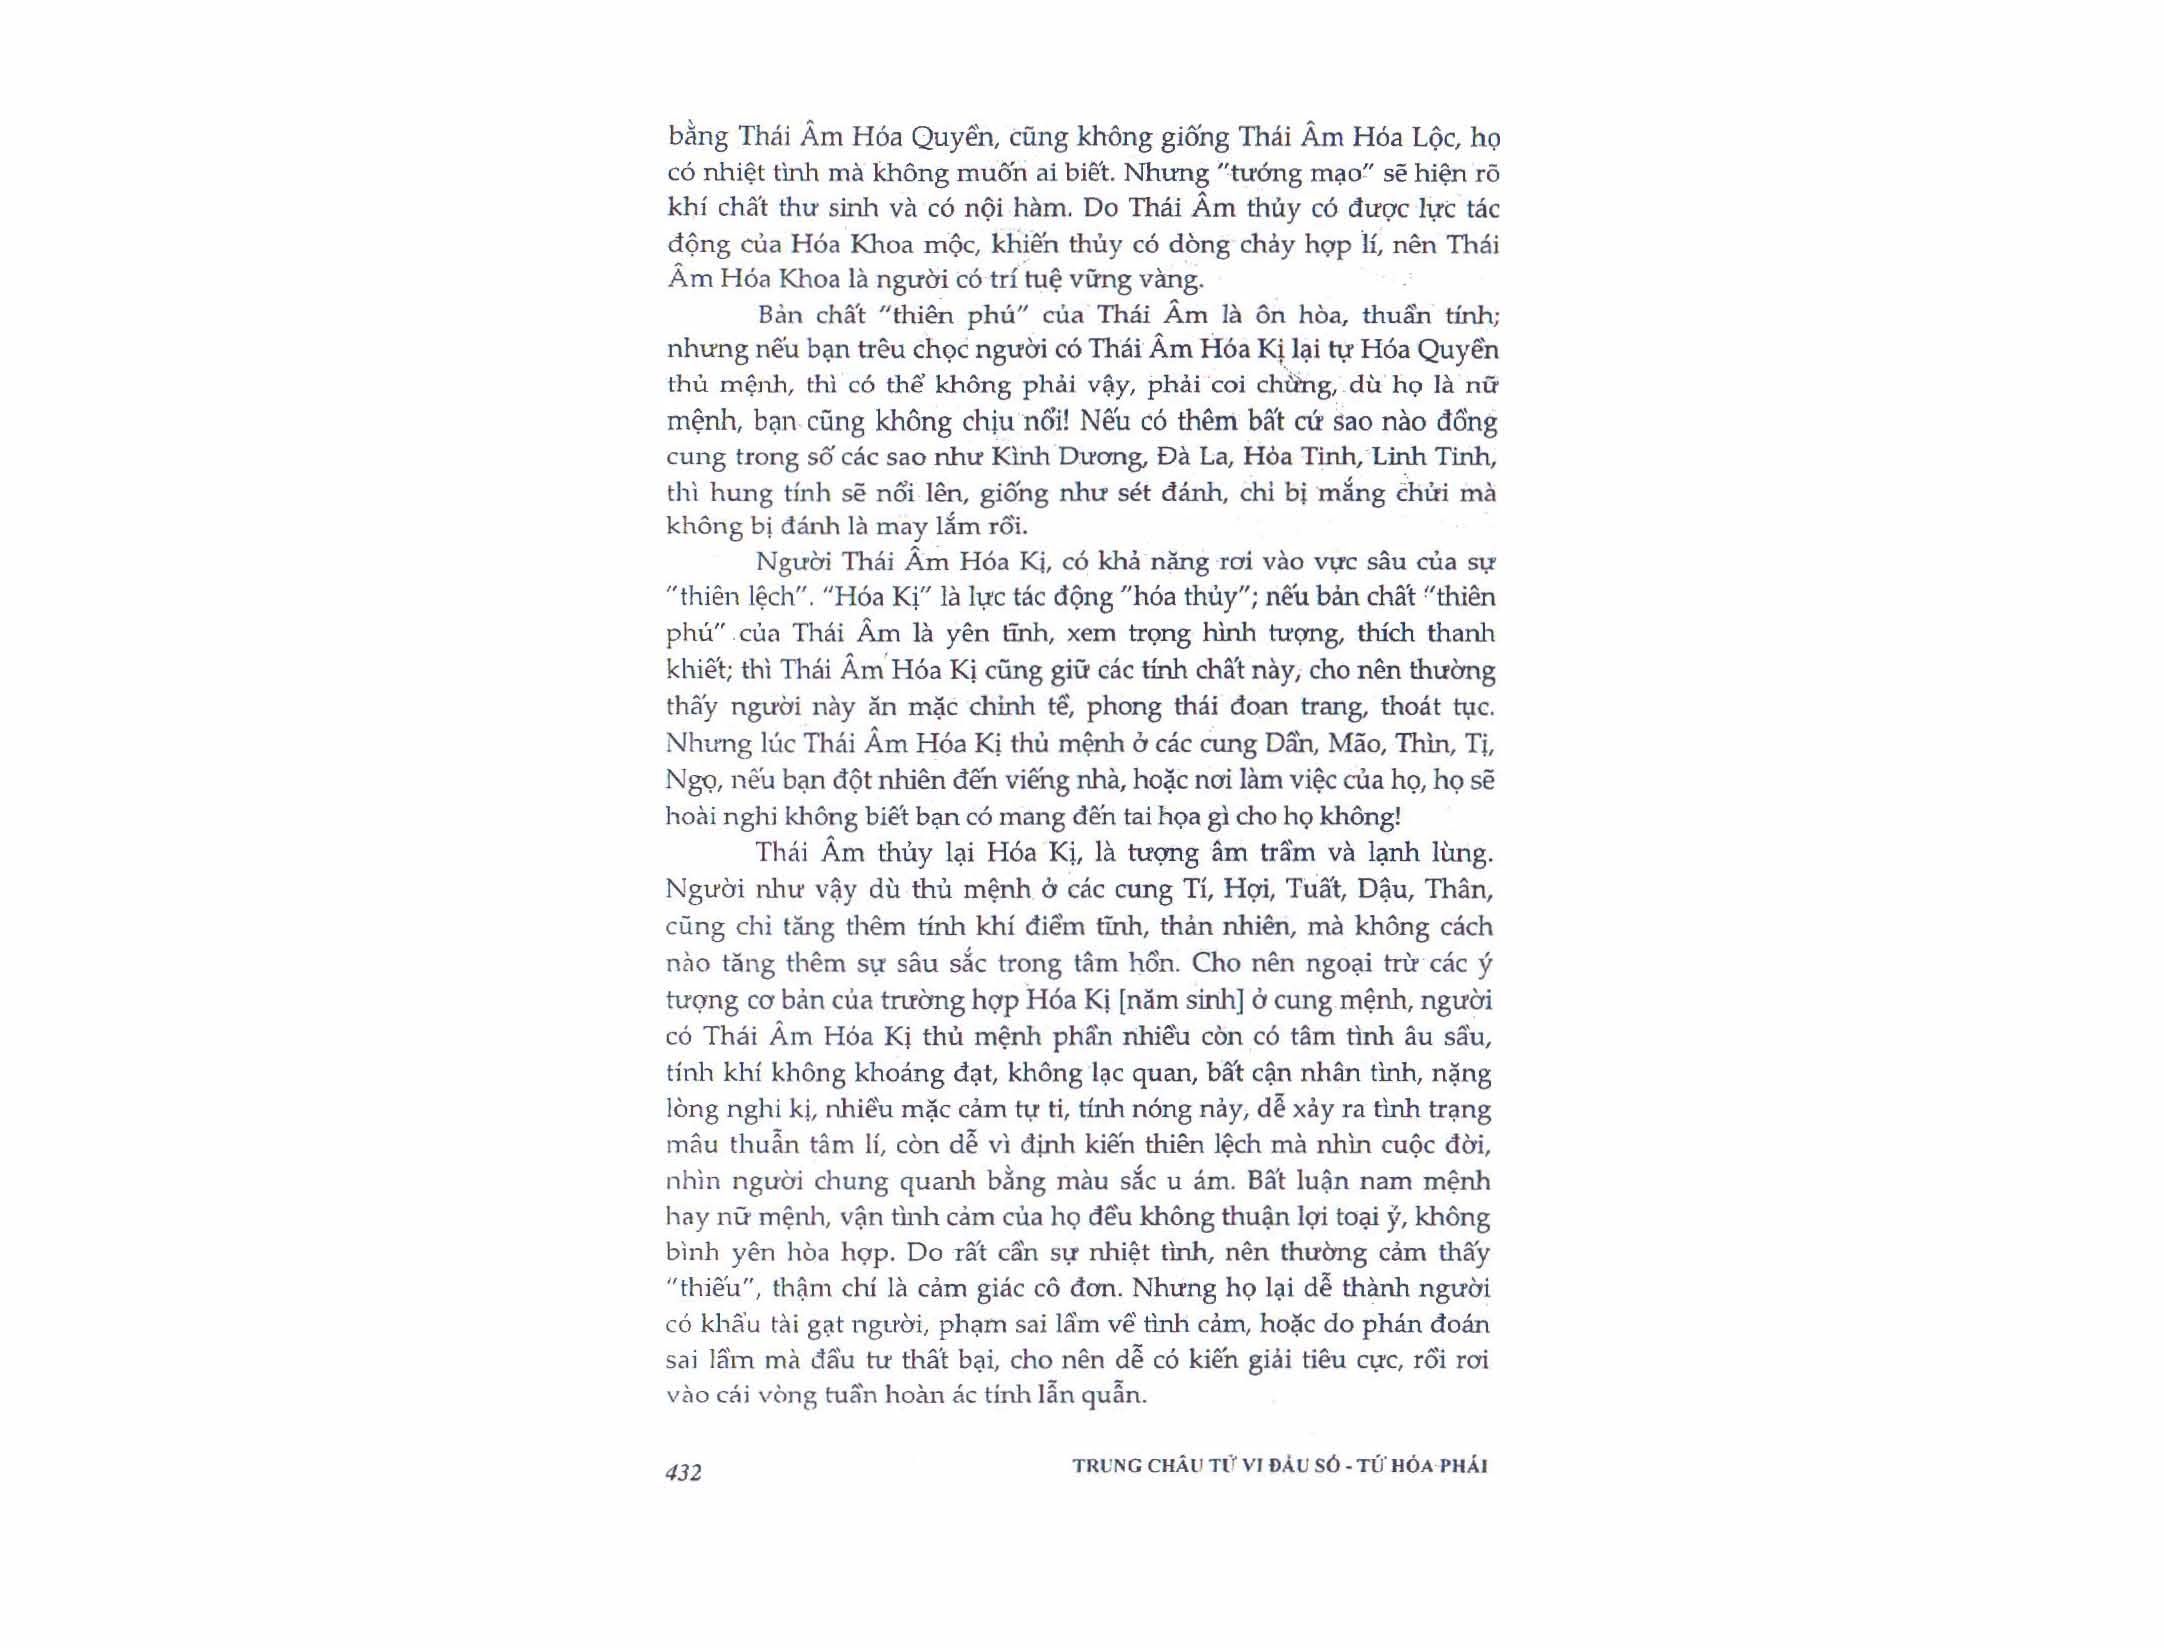 bằng Thái Âm Hóa Quyền, cũng không giống Thái Âm Hóa Lộc, họ
có nhiệt tình mà không muốn ai biết. Nhưng "tướng mạo" sẽ hiện rõ
khí chất thư sinh và có nội hàm. Do Thái Âm thủy có được lực tác
động của Hóa Khoa mộc, khiến thủy có dòng chảy hợp lí, nên Thái
Âm Hóa Khoa là người có trí tuệ vững vàng.
Bản chất "thiên phú" của Thái Âm là ôn hòa, thuần tính;
nhưng nếu bạn trêu chọc người có Thái Âm Hóa Kị lại tự Hóa Quyền
thủ mệnh, thì có thể không phải vậy, phải coi chừng, dù họ là nữ
mệnh, bạn cũng không chịu nổi! Nếu có thêm bất cứ sao nào đồng
cung trong số các sao như Kình Dương, Đà La, Hỏa Tinh, Linh Tinh,
thì hung tính sẽ nổi lên, giống như sét đánh, chỉ bị mắng chửi mà
không bị đánh là may lắm rồi.
Người Thái Âm Hóa Kị, có khả năng rơi vào vực sâu của sự
"thiên lệch". "Hóa Kị" là lực tác động "hóa thủy"; nếu bản chất "thiên
phú" của Thái Âm là yên tĩnh, xem trọng hình tượng, thích thanh
khiết; thì Thái Âm Hóa Kị cũng giữ các tính chất này, cho nên thường
thấy người này ăn mặc chỉnh tề, phong thái đoan trang, thoát tục.
Nhưng lúc Thái Âm Hóa Kị thủ mệnh ở các cung Dần, Mão, Thìn, Tị,
Ngọ, nếu bạn đột nhiên đến viếng nhà, hoặc nơi làm việc của họ, họ sẽ
hoài nghi không biết bạn có mang đến tai họa gì cho họ không!
Thái Âm thủy lại Hóa Kị, là tượng âm trầm và lạnh lùng.
Người như vậy dù thủ mệnh ở các cung Tí, Hợi, Tuất, Dậu, Thân,
cũng chỉ tăng thêm tính khí điềm tĩnh, thản nhiên, mà không cách
nào tăng thêm sự sâu sắc trong tâm hồn. Cho nên ngoại trừ các ý
tượng cơ bản của trường hợp Hóa Kị [năm sinh] ở cung mệnh, người
có Thái Âm Hóa Kị thủ mệnh phần nhiều còn có tâm tình âu sầu,
tính khí không khoáng đạt, không lạc quan, bất cận nhân tình, nặng
lòng nghi kị, nhiều mặc cảm tự ti, tính nóng nảy, dễ xảy ra tình trạng
mâu thuẫn tâm lí, còn dễ vì định kiến thiên lệch mà nhìn cuộc đời,
nhìn người chung quanh bằng màu sắc u ám. Bất luận nam mệnh
hay nữ mệnh, vận tình cảm của họ đều không thuận lợi toại ý, không
bình yên hòa hợp. Do rất cần sự nhiệt tình, nên thường cảm thấy
"thiếu", thậm chí là cảm giác cô đơn. Nhưng họ lại dễ thành người
có khẩu tài gạt người, phạm sai lầm về tình cảm, hoặc do phán đoán
sai lầm mà đầu tư thất bại, cho nên dễ có kiến giải tiêu cực, rồi rơi
vào cái vòng tuần hoàn ác tính lẫn quẫn.
432
TRUNG CHÂU TỬ VI ĐẨU SỐ - TỨ HÓA PHÁI